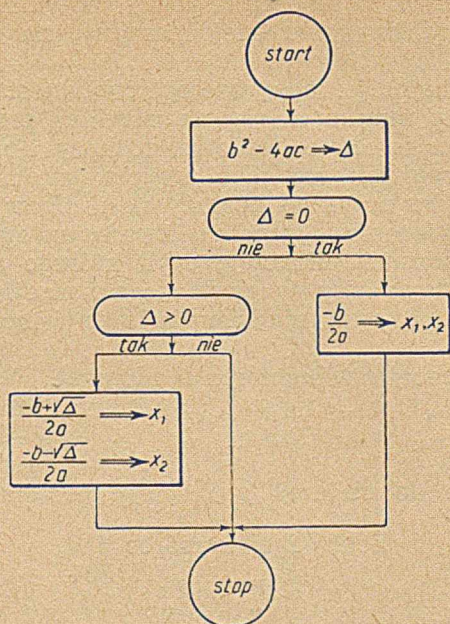 start
b² - 4ac ⟹ Δ
Δ = 0
nie tak
Δ > 0
-b/2a ⟹ x₁, x₂
tak nie
-b+√Δ/2a ⟹ x₁
-b-√Δ/2a ⟹ x₂
stop